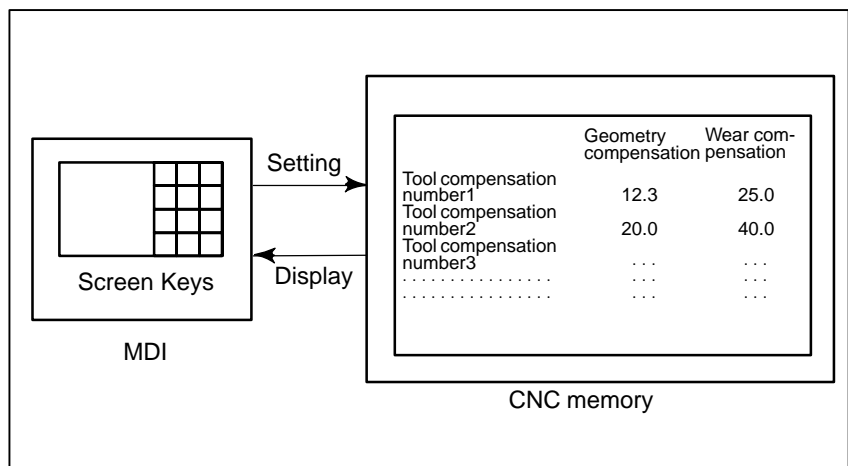 Setting
Display
Screen Keys
MDI
Geometry compensation
Wear com-
pensation
Tool compensation
number1 12.3 25.0
Tool compensation
number2 20.0 40.0
Tool compensation
number3 . . . . . .
. . . . . . . . . . . . . . . . . . . . . .
. . . . . . . . . . . . . . . . . . . . . .
CNC memory